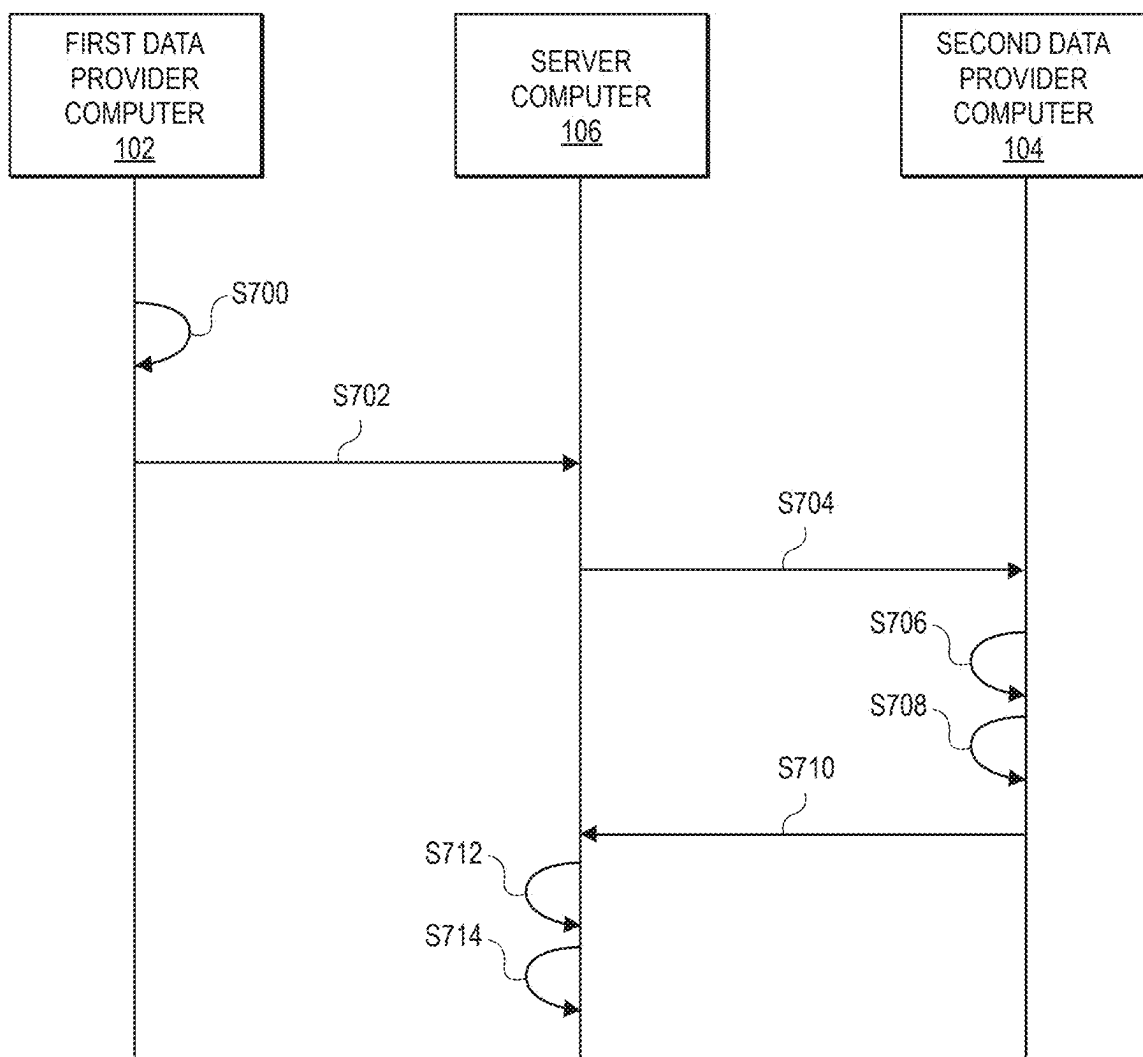 FIRST DATA
PROVIDER
COMPUTER
102
SERVER
COMPUTER
106
SECOND DATA
PROVIDER
COMPUTER
104
S700
S702
S704
S706
S708
S710
S712
S714